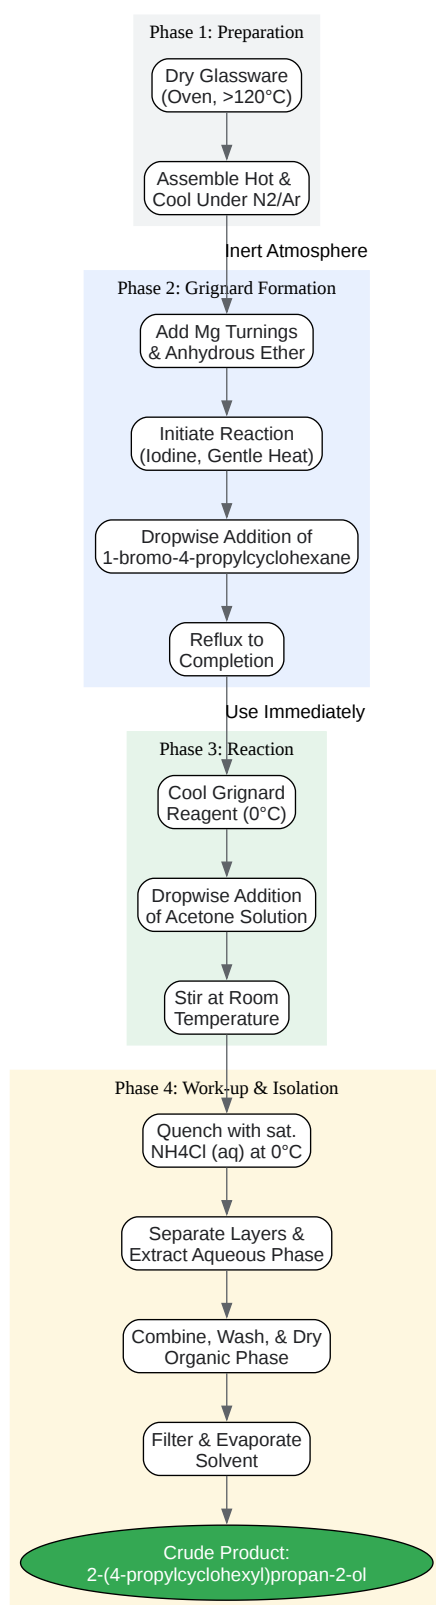 Phase 1: Preparation
Dry Glassware
(Oven, >120°C)
Assemble Hot &
Cool Under N2/Ar
Inert Atmosphere
Phase 2: Grignard Formation
Add Mg Turnings
& Anhydrous Ether
Initiate Reaction
(Iodine, Gentle Heat)
Dropwise Addition of
1-bromo-4-propylcyclohexane
Reflux to
Completion
Use Immediately
Phase 3: Reaction
Cool Grignard
Reagent (0°C)
Dropwise Addition
of Acetone Solution
Stir at Room
Temperature
Phase 4: Work-up & Isolation
Quench with sat.
NH4Cl (aq) at 0°C
Separate Layers &
Extract Aqueous Phase
Combine, Wash, & Dry
Organic Phase
Filter & Evaporate
Solvent
Crude Product:
2-(4-propylcyclohexyl)propan-2-ol